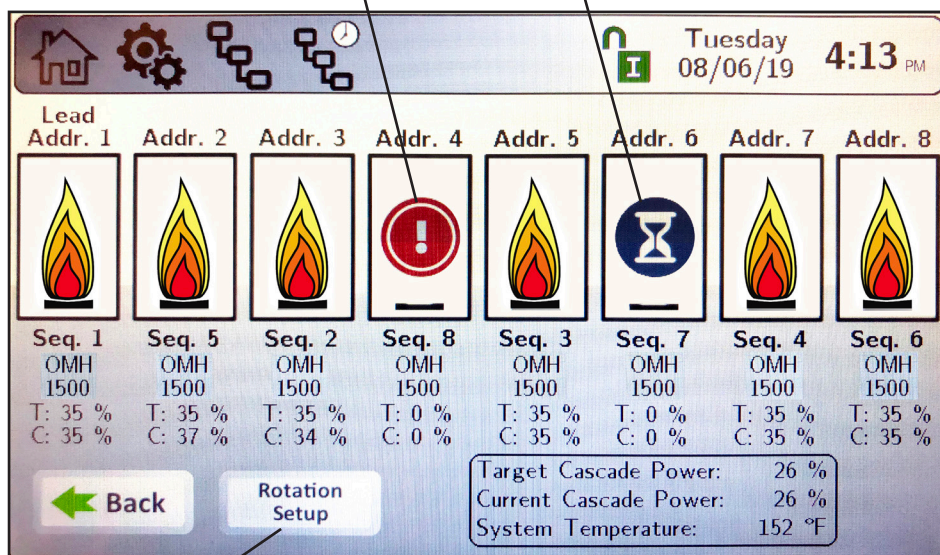 Tuesday
08/06/19
4:13 PM
I
Lead
Addr. 1 Addr. 2 Addr. 3 Addr. 4 Addr. 5 Addr. 6 Addr. 7 Addr. 8
!
Seq. 1 Seq. 5 Seq. 2 Seq. 8 Seq. 3 Seq. 7 Seq. 4 Seq. 6
OMH OMH OMH OMH OMH OMH OMH OMH
1500 1500 1500 1500 1500 1500 1500 1500
T: 35 % T: 35 % T: 35 % T: 0 % T: 35 % T: 0 % T: 35 % T: 35 %
C: 35 % C: 37 % C: 34 % C: 0 % C: 35 % C: 0 % C: 35 % C: 35 %
Back
Rotation
Setup
Target Cascade Power: 26 %
Current Cascade Power: 26 %
System Temperature: 152 °F